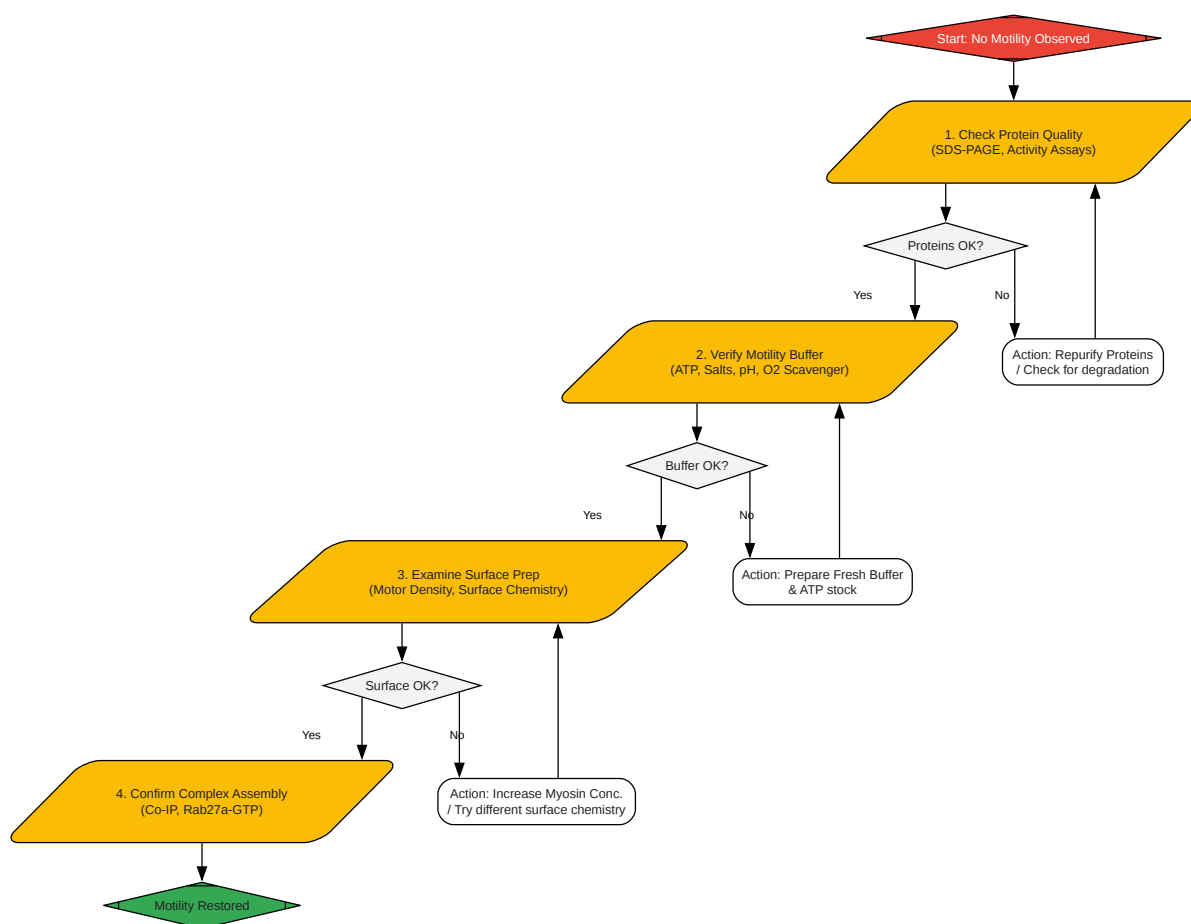 Start: No Motility Observed
1. Check Protein Quality
(SDS-PAGE, Activity Assays)
Proteins OK?
Yes
No
2. Verify Motility Buffer
(ATP, Salts, pH, O2 Scavenger)
Action: Repurify Proteins
/ Check for degradation
Buffer OK?
Yes
No
3. Examine Surface Prep
(Motor Density, Surface Chemistry)
Action: Prepare Fresh Buffer
& ATP stock
Surface OK?
Yes
No
4. Confirm Complex Assembly
(Co-IP, Rab27a-GTP)
Action: Increase Myosin Conc.
/ Try different surface chemistry
Motility Restored